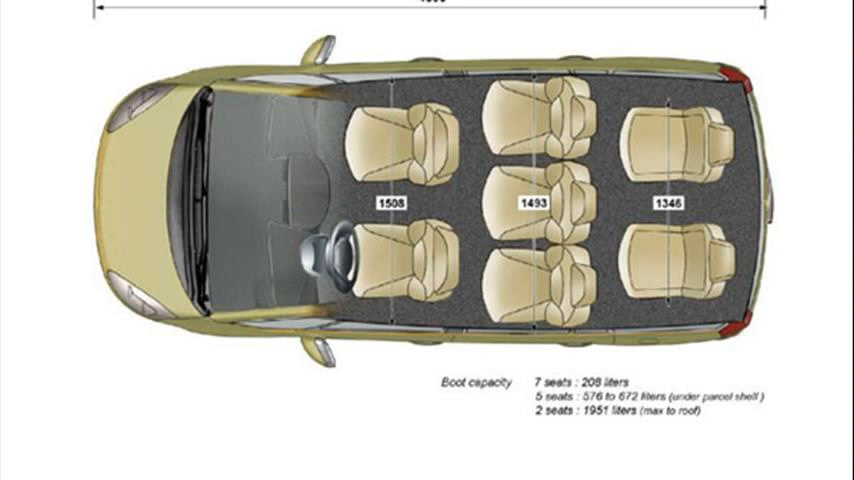 1508
1493
1346
Boot capacity 7 seats : 208 liters
5 seats : 576 to 672 liters (under parcel shelf)
2 seats : 1951 liters (max to roof)